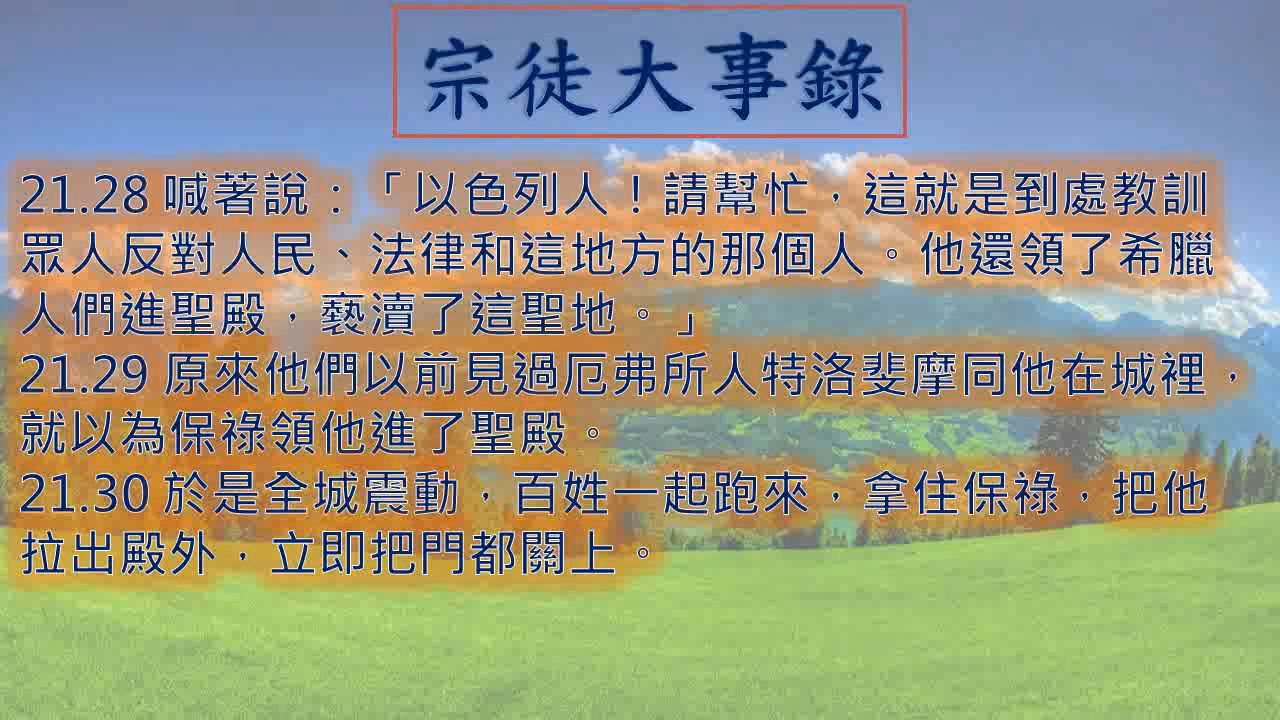 宗徒大事錄
21.28 喊著說：「以色列人！請幫忙，這就是到處教訓
眾人反對人民、法律和這地方的那個人。他還領了希臘
人們進聖殿，褻瀆了這聖地。」
21.29 原來他們以前見過厄弗所人特洛斐摩同他在城裡，
就以為保祿領他進了聖殿。
21.30 於是全城震動，百姓一起跑來，拿住保祿，把他
拉出殿外，立即把門都關上。